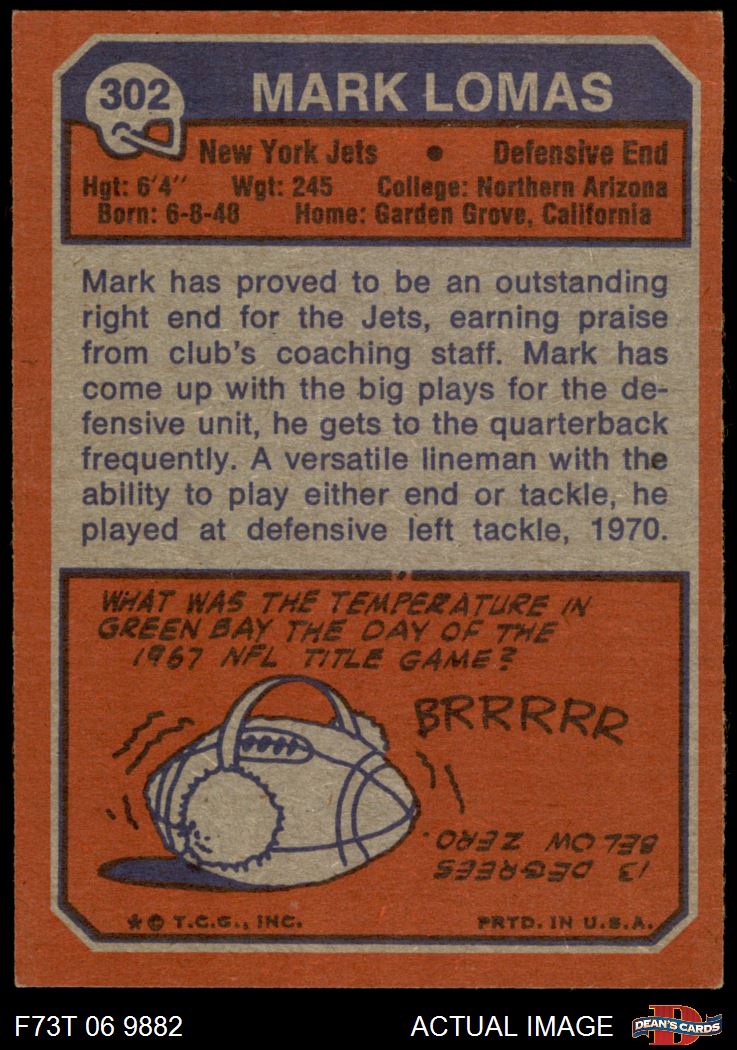 302
MARK LOMAS
New York Jets • Defensive End
Hgt: 6'4" Wgt: 245 College: Northern Arizona
Born: 6-8-48 Home: Garden Grove, California
Mark has proved to be an outstanding
right end for the Jets, earning praise
from club's coaching staff. Mark has
come up with the big plays for the de-
fensive unit, he gets to the quarterback
frequently. A versatile lineman with the
ability to play either end or tackle, he
played at defensive left tackle, 1970.
WHAT WAS THE TEMPERATURE IN
GREEN BAY THE DAY OF THE
1967 NFL TITLE GAME?
BRRRRR
13 DEGREES
BELOW ZERO.
★ © T.C.G., INC. PRTD. IN U.S.A.
F73T 06 9882 ACTUAL IMAGE D DEAN'S CARDS